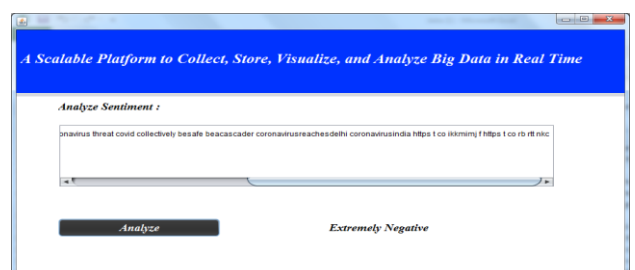 A Scalable Platform to Collect, Store, Visualize, and Analyze Big Data in Real Time
Analyze Sentiment :
onavirus threat covid collectively besafe beacascader coronavirusreachesdelhi coronavirusindia https t co ikkmimj f https t co rb rtt nkc
Analyze
Extremely Negative